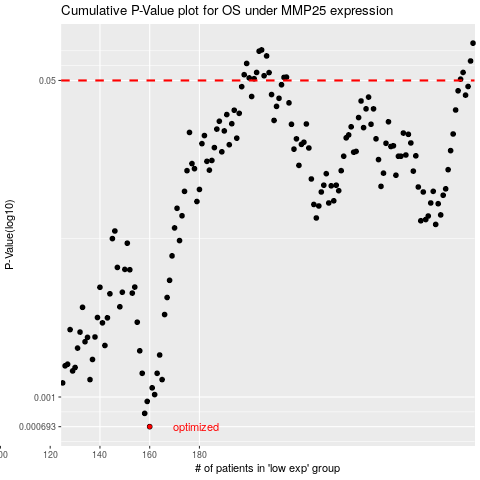 Cumulative P-Value plot for OS under MMP25 expression
P-Value(log10)
0.05
0.001
0.000693
optimized
00 120 140 160 180
# of patients in 'low exp' group